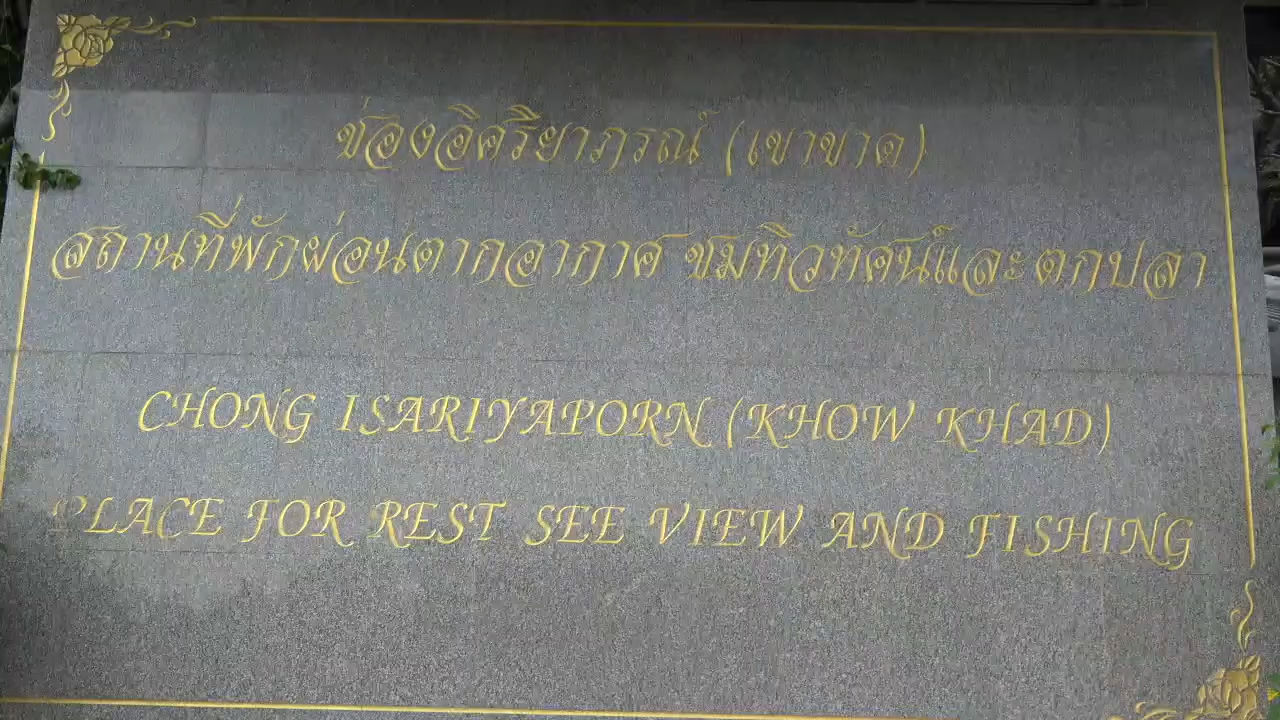 ช่องอิศริยาภรณ์ (เขาขาด)
สถานที่พักผ่อนตากอากาศ ชมทิวทัศน์และตกปลา
CHONG ISARIYAPORN (KHOW KHAD)
PLACE FOR REST SEE VIEW AND FISHING